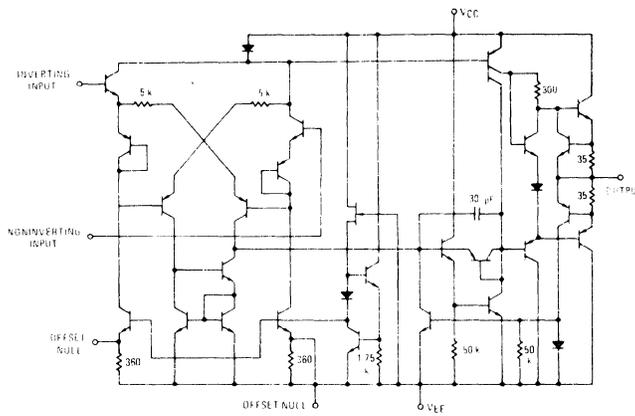 VCC
INVERTING
INPUT
5 k
5 k
300
35
OUTPUT
35
30 pF
NONINVERTING
INPUT
OFFSET
NULL
360
360
1.75
k
50 k
50
k
OFFSET NULL
VEE